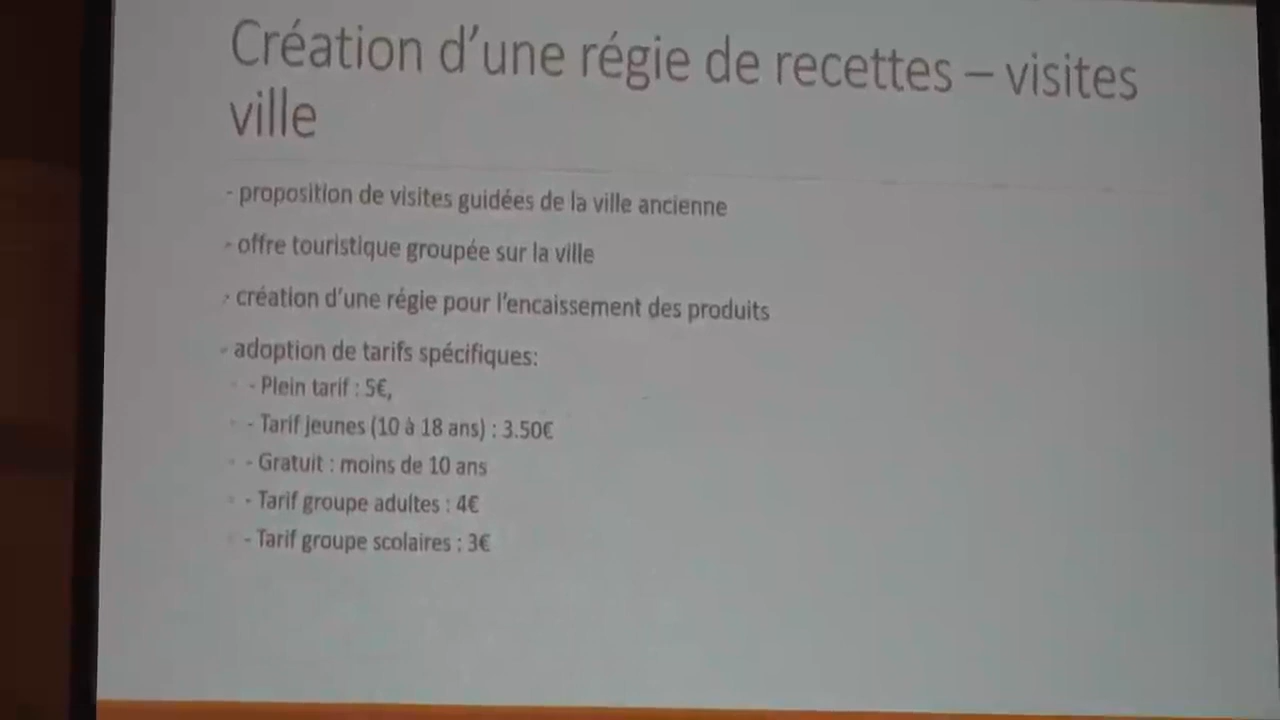 Création d'une régie de recettes – visites
ville
- proposition de visites guidées de la ville ancienne
- offre touristique groupée sur la ville
- création d'une régie pour l'encaissement des produits
- adoption de tarifs spécifiques:
- Plein tarif : 5€,
- Tarif jeunes (10 à 18 ans) : 3.50€
- Gratuit : moins de 10 ans
- Tarif groupe adultes : 4€
- Tarif groupe scolaires : 3€